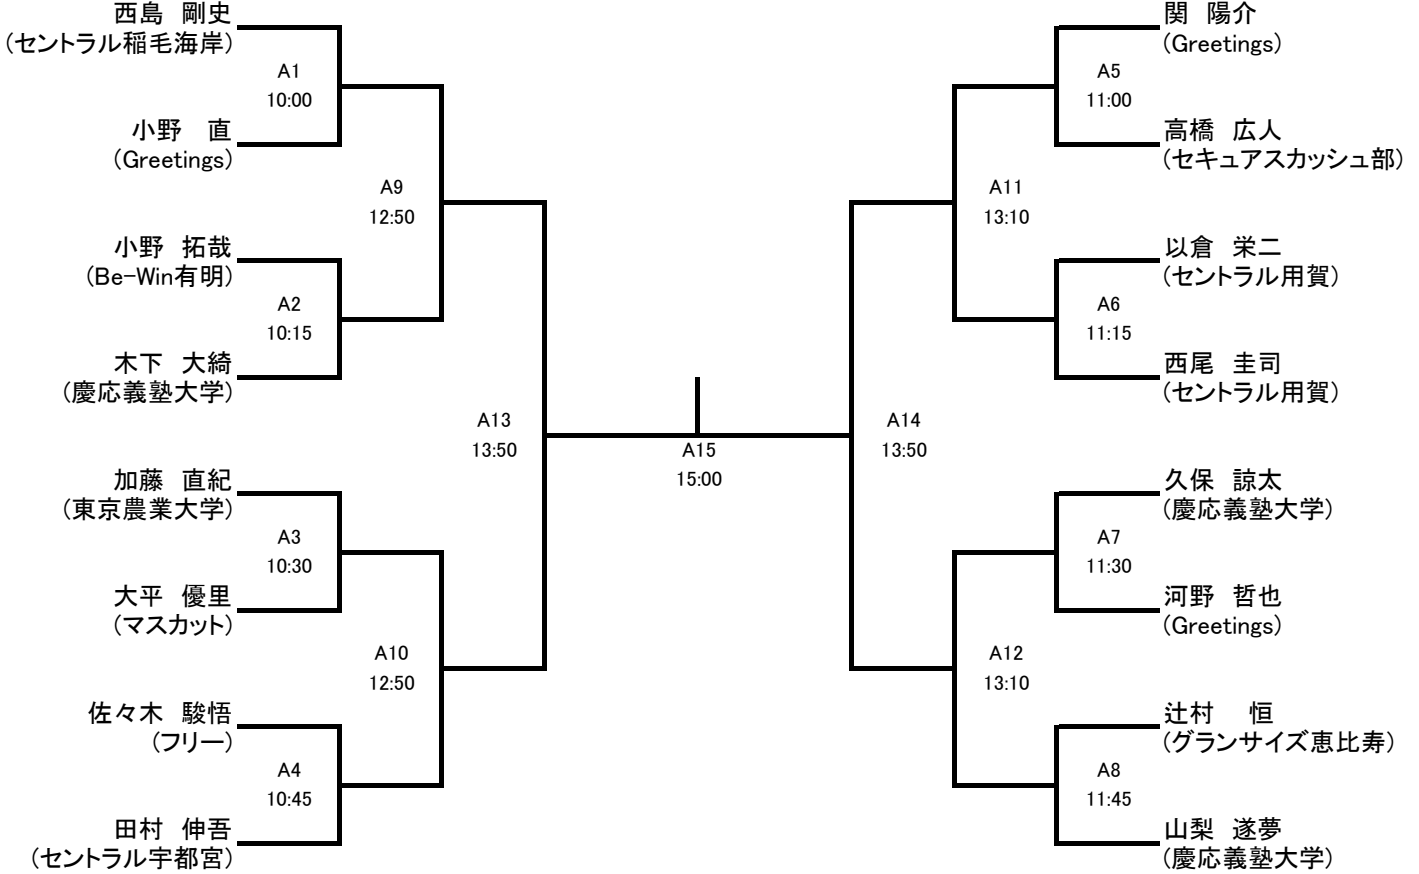 西島　剛史
(セントラル稲毛海岸)
A1
10:00
小野　直
(Greetings)
A9
12:50
小野　拓哉
(Be-Win有明)
A2
10:15
木下　大綺
(慶応義塾大学)
A13
13:50
加藤　直紀
(東京農業大学)
A3
10:30
大平　優里
(マスカット)
A10
12:50
佐々木　駿悟
(フリー)
A4
10:45
田村　伸吾
(セントラル宇都宮)
A15
15:00
関　陽介
(Greetings)
A5
11:00
高橋　広人
(セキュアスカッシュ部)
A11
13:10
以倉　栄二
(セントラル用賀)
A6
11:15
西尾　圭司
(セントラル用賀)
A14
13:50
久保　諒太
(慶応義塾大学)
A7
11:30
河野　哲也
(Greetings)
A12
13:10
辻村　恒
(グランサイズ恵比寿)
A8
11:45
山梨　遂夢
(慶応義塾大学)